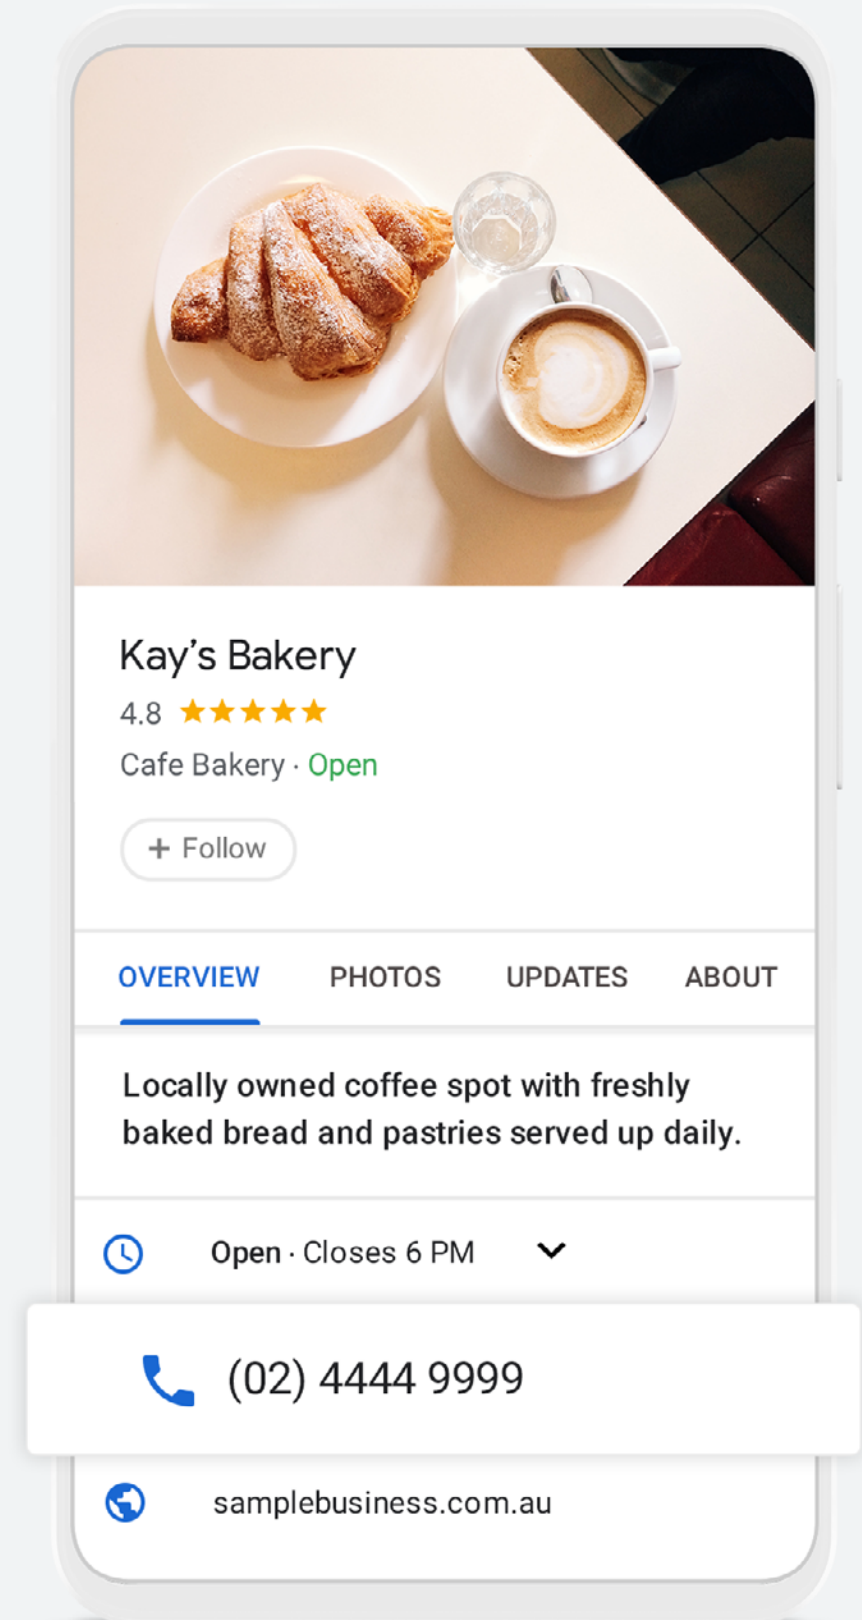 Kay’s Bakery
4.8
Cafe Bakery · Open
+ Follow
OVERVIEW PHOTOS UPDATES ABOUT
Locally owned coffee spot with freshly
baked bread and pastries served up daily.
Open · Closes 6 PM
(02) 4444 9999
samplebusiness.com.au